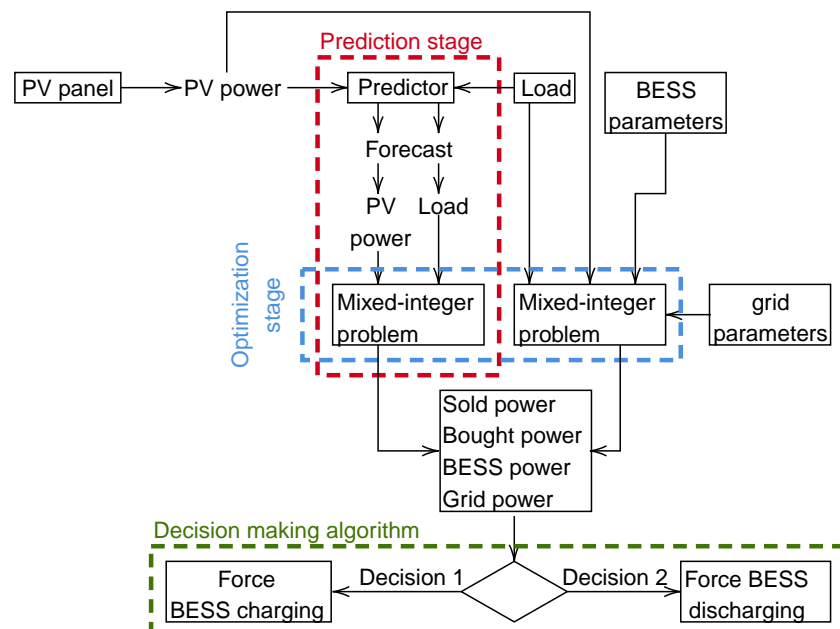 Prediction stage
PV panel
PV power
Predictor
Load
BESS
parameters
Forecast
PV
power
Load
Optimization
stage
Mixed-integer
problem
Mixed-integer
problem
grid
parameters
Sold power
Bought power
BESS power
Grid power
Decision making algorithm
Force
BESS charging
Decision 1
Decision 2
Force BESS
discharging